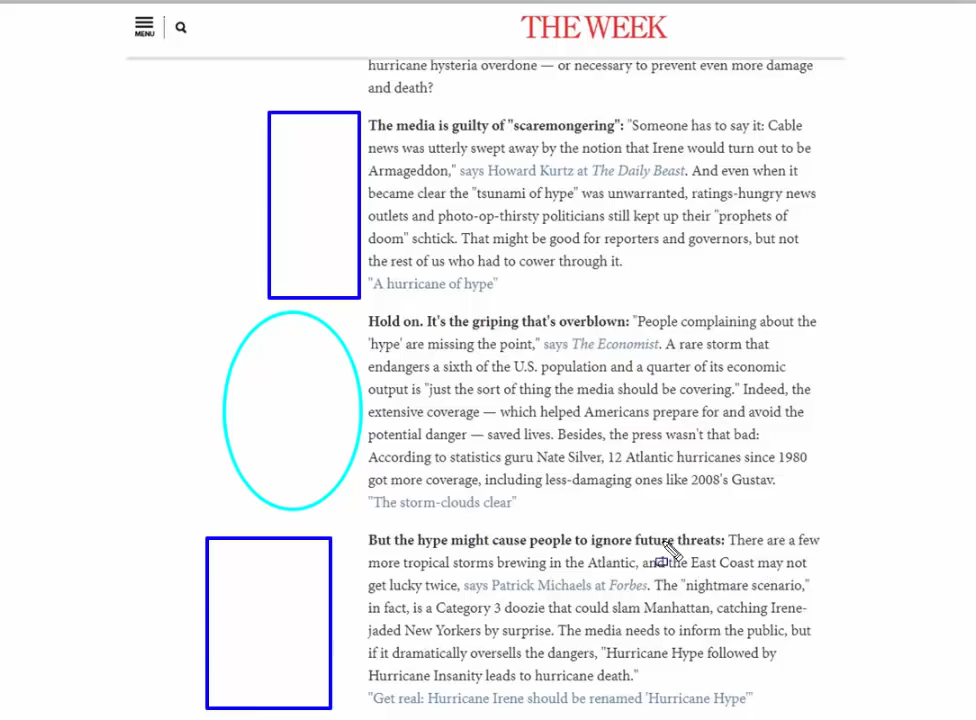 MENU
THE WEEK
hurricane hysteria overdone — or necessary to prevent even more damage
and death?
The media is guilty of "scaremongering": "Someone has to say it: Cable
news was utterly swept away by the notion that Irene would turn out to be
Armageddon," says Howard Kurtz at The Daily Beast. And even when it
became clear the "tsunami of hype" was unwarranted, ratings-hungry news
outlets and photo-op-thirsty politicians still kept up their "prophets of
doom" schtick. That might be good for reporters and governors, but not
the rest of us who had to cower through it.
"A hurricane of hype"
Hold on. It's the griping that's overblown: "People complaining about the
'hype' are missing the point," says The Economist. A rare storm that
endangers a sixth of the U.S. population and a quarter of its economic
output is "just the sort of thing the media should be covering." Indeed, the
extensive coverage — which helped Americans prepare for and avoid the
potential danger — saved lives. Besides, the press wasn't that bad:
According to statistics guru Nate Silver, 12 Atlantic hurricanes since 1980
got more coverage, including less-damaging ones like 2008's Gustav.
"The storm-clouds clear"
But the hype might cause people to ignore future threats: There are a few
more tropical storms brewing in the Atlantic, and the East Coast may not
get lucky twice, says Patrick Michaels at Forbes. The "nightmare scenario,"
in fact, is a Category 3 doozie that could slam Manhattan, catching Irene-
jaded New Yorkers by surprise. The media needs to inform the public, but
if it dramatically oversells the dangers, "Hurricane Hype followed by
Hurricane Insanity leads to hurricane death."
"Get real: Hurricane Irene should be renamed 'Hurricane Hype'"